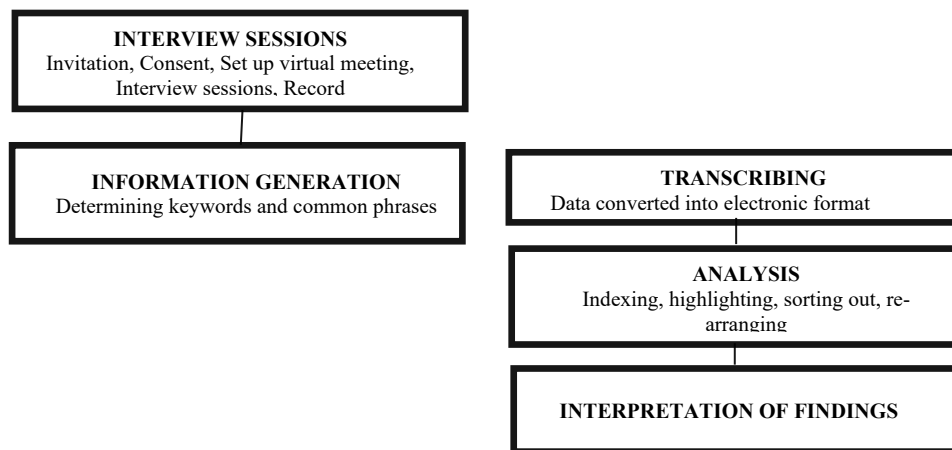 INTERVIEW SESSIONS
Invitation, Consent, Set up virtual meeting,
Interview sessions, Record
INFORMATION GENERATION
Determining keywords and common phrases
TRANSCRIBING
Data converted into electronic format
ANALYSIS
Indexing, highlighting, sorting out, re-
arranging
INTERPRETATION OF FINDINGS